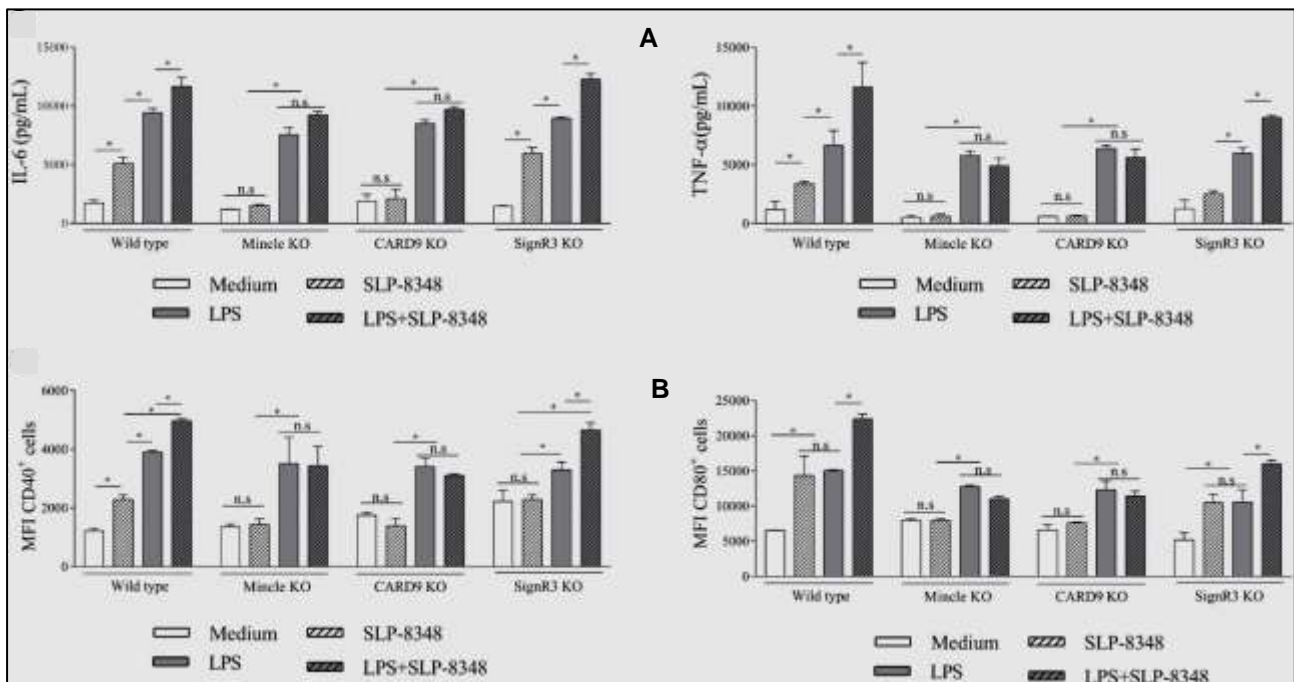 A
15000
10000
5000
0
IL-6 (pg/mL)
* * * *
n.s * n.s
n.s * n.s
* * *
Wild type Mincle KO CARD9 KO SignR3 KO
Medium SLP-8348
LPS LPS+SLP-8348
15000
10000
5000
0
TNF-α(pg/mL)
* * *
n.s * n.s
n.s * n.s
* *
Wild type Mincle KO CARD9 KO SignR3 KO
Medium SLP-8348
LPS LPS+SLP-8348
B
6000
4000
2000
0
MFI CD40+ cells
* * * *
n.s * n.s
n.s * n.s
n.s * * *
Wild type Mincle KO CARD9 KO SignR3 KO
Medium SLP-8348
LPS LPS+SLP-8348
25000
20000
15000
10000
5000
0
MFI CD80+ cells
* n.s *
n.s * n.s
n.s * n.s
* n.s *
Wild type Mincle KO CARD9 KO SignR3 KO
Medium SLP-8348
LPS LPS+SLP-8348